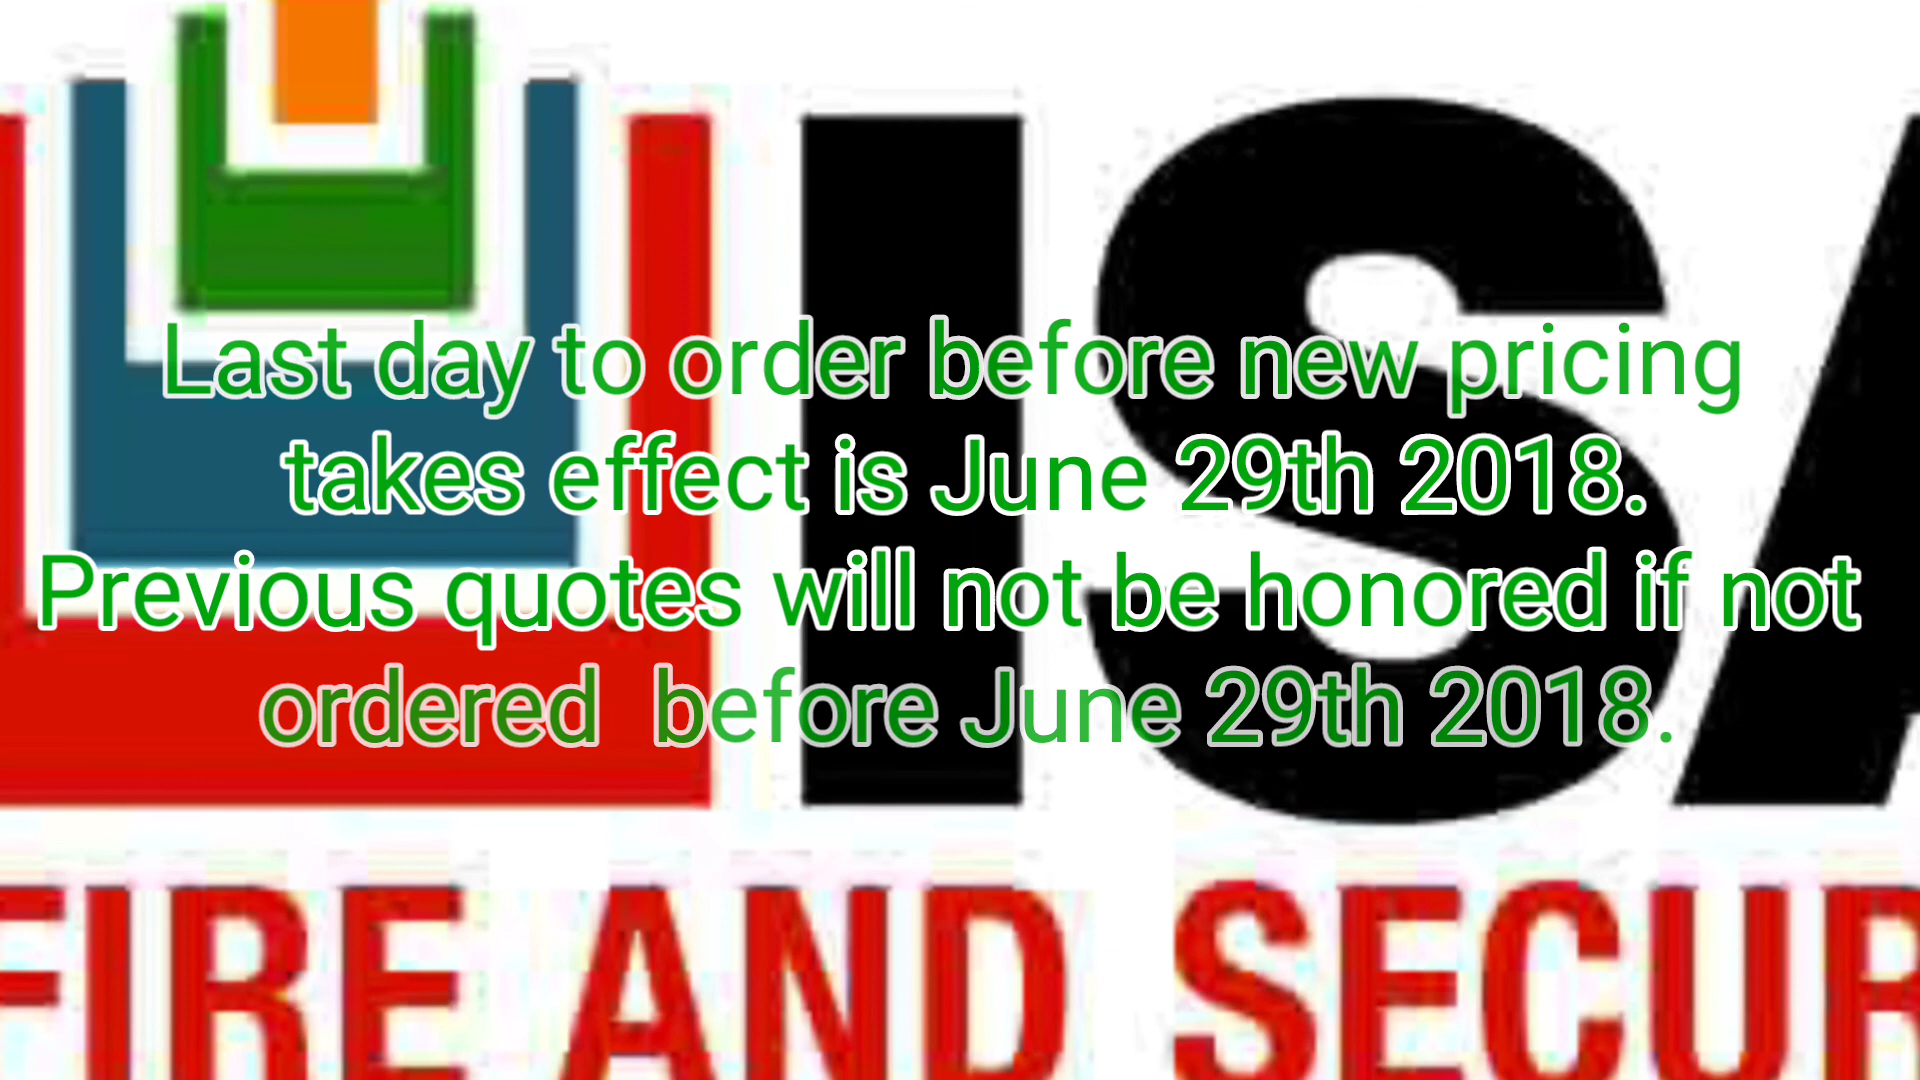 ISA
Last day to order before new pricing
takes effect is June 29th 2018.
Previous quotes will not be honored if not
ordered  before June 29th 2018.
FIRE AND SECUR